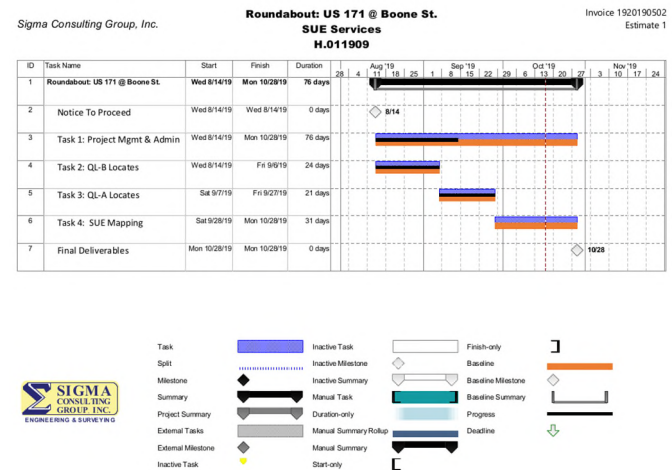 Sigma Consulting Group, Inc.
Roundabout: US 171 @ Boone St.
SUE Services
H.011909
Invoice 1920190502
Estimate 1
ID Task Name Start Finish Duration Aug '19 Sep '19 Oct '19 Nov '19
28 4 11 18 25 1 8 15 22 29 6 13 20 27 3 10 17 24
1 Roundabout: US 171 @ Boone St. Wed 8/14/19 Mon 10/28/19 76 days
2 Notice To Proceed Wed 8/14/19 Wed 8/14/19 0 days 8/14
3 Task 1: Project Mgmt & Admin Wed 8/14/19 Mon 10/28/19 76 days
4 Task 2: QL-B Locates Wed 8/14/19 Fri 9/6/19 24 days
5 Task 3: QL-A Locates Sat 9/7/19 Fri 9/27/19 21 days
6 Task 4: SUE Mapping Sat 9/28/19 Mon 10/28/19 31 days
7 Final Deliverables Mon 10/28/19 Mon 10/28/19 0 days 10/28
Task Inactive Task Finish-only
Split Inactive Milestone Baseline
Milestone Inactive Summary Baseline Milestone
Summary Manual Task Baseline Summary
Project Summary Duration-only Progress
External Tasks Manual Summary Rollup Deadline
External Milestone Manual Summary
Inactive Task Start-only
SIGMA
CONSULTING
GROUP, INC.
ENGINEERING & SURVEYING